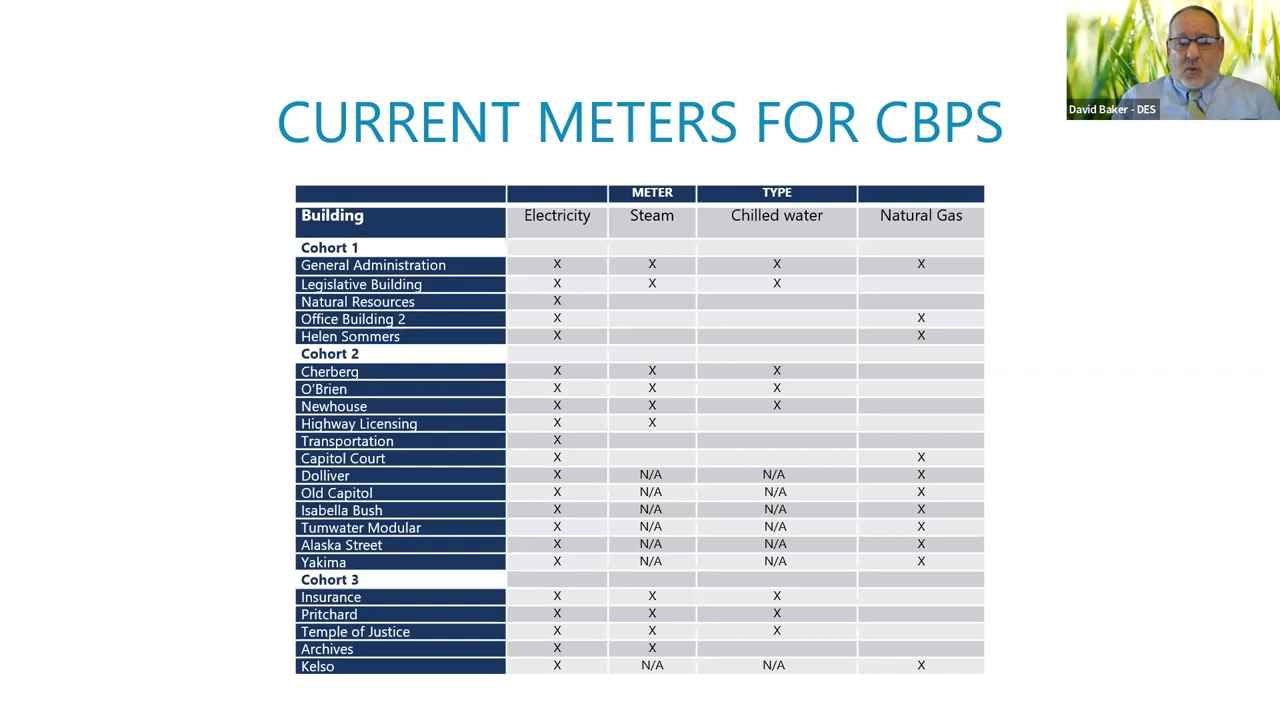 David Baker - DES
CURRENT METERS FOR CBPS
METER TYPE
Building Electricity Steam Chilled water Natural Gas
Cohort 1
General Administration X X X X
Legislative Building X X X
Natural Resources X
Office Building 2 X X
Helen Sommers X X
Cohort 2
Cherberg X X X
O'Brien X X X
Newhouse X X X
Highway Licensing X X
Transportation X
Capitol Court X X
Dolliver X N/A N/A X
Old Capitol X N/A N/A X
Isabella Bush X N/A N/A X
Tumwater Modular X N/A N/A X
Alaska Street X N/A N/A X
Yakima X N/A N/A X
Cohort 3
Insurance X X X
Pritchard X X X
Temple of Justice X X X
Archives X X
Kelso X N/A N/A X